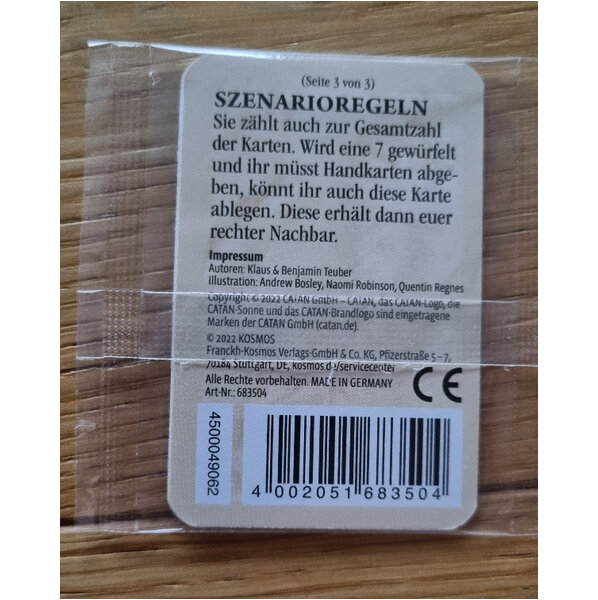 (Seite 3 von 3)
SZENARIOREGELN
Sie zählt auch zur Gesamtzahl
der Karten. Wird eine 7 gewürfelt
und ihr müsst Handkarten abge-
ben, könnt ihr auch diese Karte
ablegen. Diese erhält dann euer
rechter Nachbar.
Impressum
Autoren: Klaus & Benjamin Teuber
Illustration: Andrew Bosley, Naomi Robinson, Quentin Regnes
Copyright © 2022 CATAN GmbH – CATAN, das CATAN-Logo, die
CATAN-Sonne und das CATAN-Brandlogo sind eingetragene
Marken der CATAN GmbH (catan.de).
© 2022 KOSMOS
Franckh-Kosmos Verlags-GmbH & Co. KG, Pfizerstraße 5 – 7,
70184 Stuttgart, DE, kosmos.de/servicecenter
Alle Rechte vorbehalten. MADE IN GERMANY
Art-Nr.: 683504
CE
4500049062
4 002051 683504